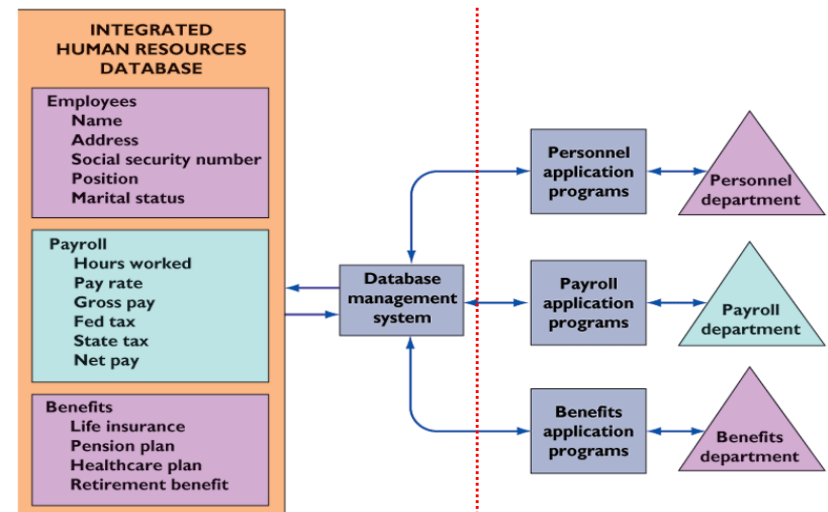 INTEGRATED
HUMAN RESOURCES
DATABASE
Employees
Name
Address
Social security number
Position
Marital status
Payroll
Hours worked
Pay rate
Gross pay
Fed tax
State tax
Net pay
Benefits
Life insurance
Pension plan
Healthcare plan
Retirement benefit
Database
management
system
Personnel
application
programs
Personnel
department
Payroll
application
programs
Payroll
department
Benefits
application
programs
Benefits
department